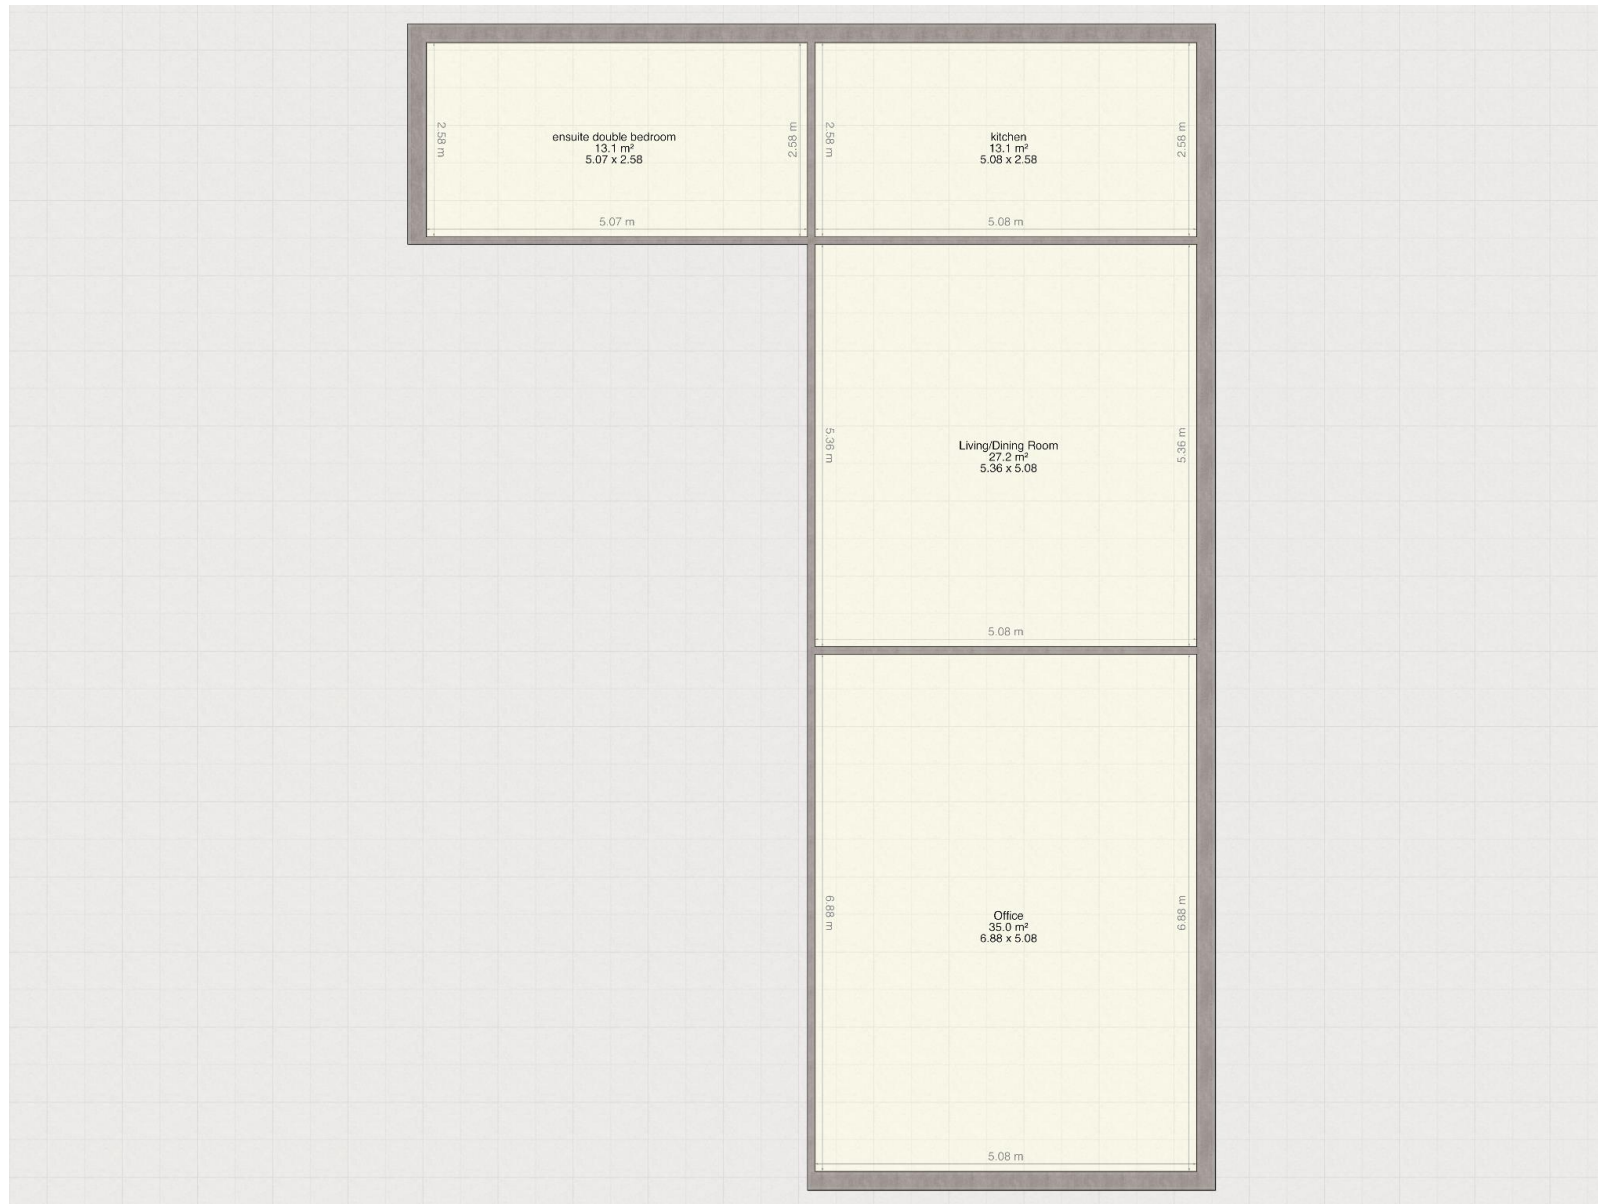 2.58 m
ensuite double bedroom
13.1 m²
5.07 x 2.58
2.58 m
5.07 m
2.58 m
kitchen
13.1 m²
5.08 x 2.58
2.58 m
5.08 m
5.36 m
Living/Dining Room
27.2 m²
5.36 x 5.08
5.36 m
5.08 m
6.88 m
Office
35.0 m²
6.88 x 5.08
6.88 m
5.08 m